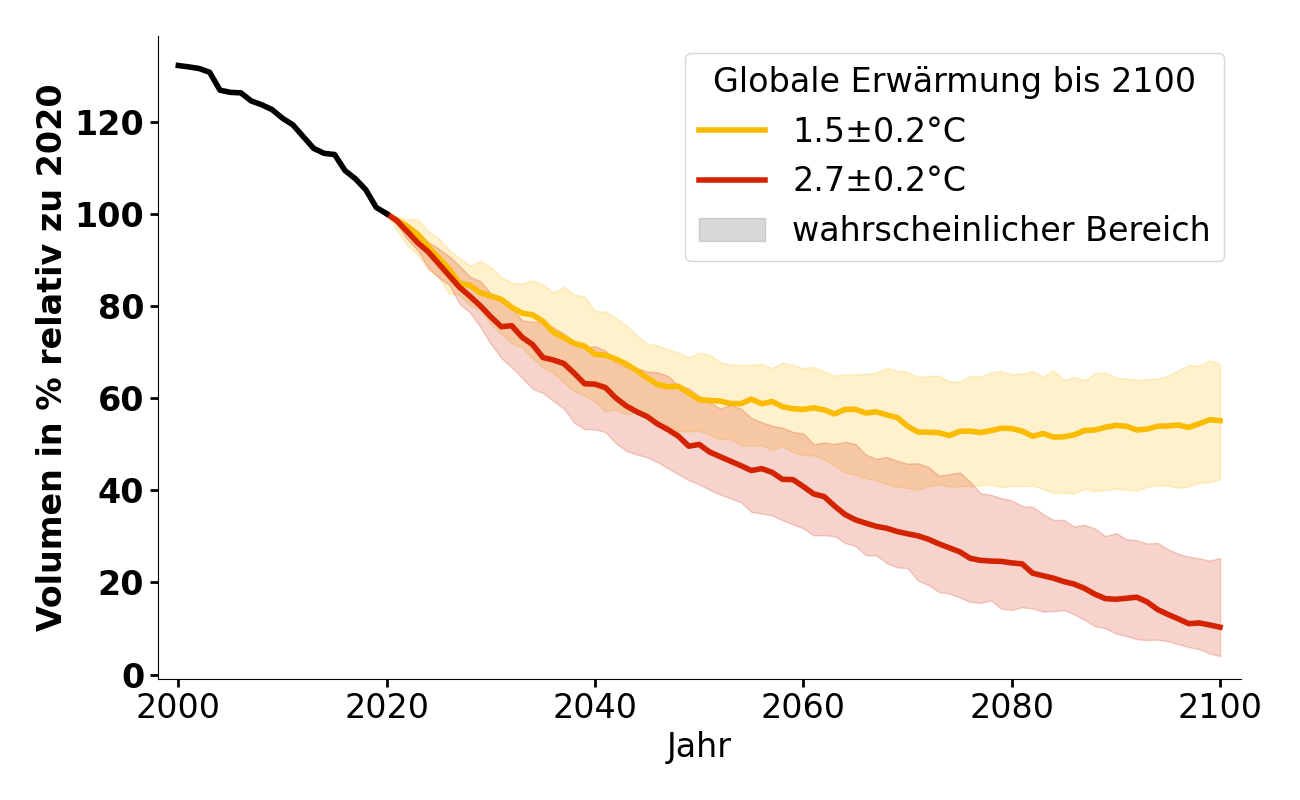 Globale Erwärmung bis 2100
1.5±0.2°C
2.7±0.2°C
wahrscheinlicher Bereich
Volumen in % relativ zu 2020
120
100
80
60
40
20
0
2000 2020 2040 2060 2080 2100
Jahr